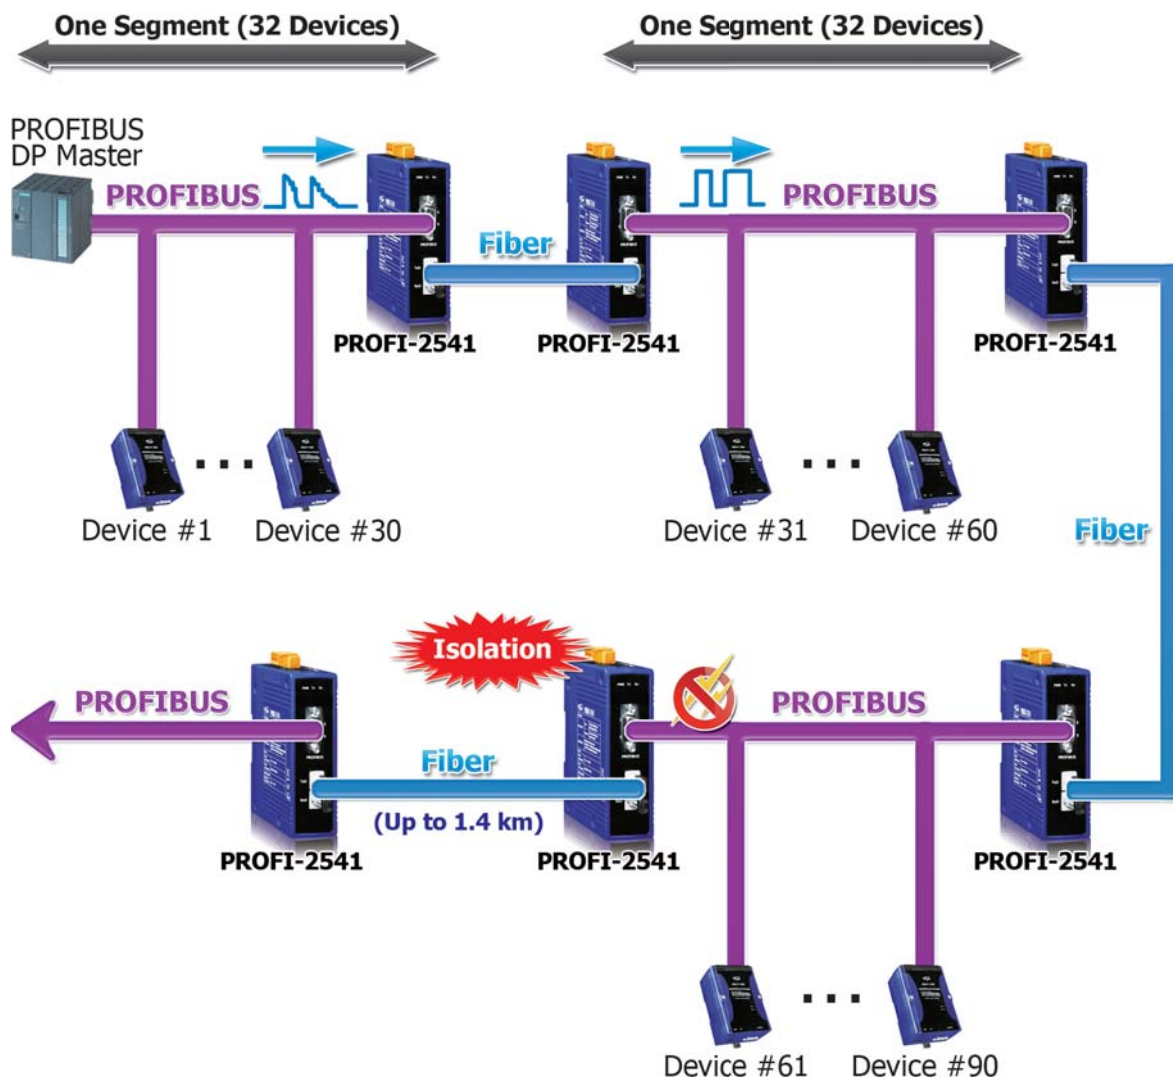 One Segment (32 Devices)
One Segment (32 Devices)
PROFIBUS
DP Master
PROFIBUS
PROFIBUS
Fiber
PROFI-2541
PROFI-2541
PROFI-2541
Device #1
Device #30
Device #31
Device #60
Fiber
Isolation
PROFIBUS
PROFIBUS
Fiber
(Up to 1.4 km)
PROFI-2541
PROFI-2541
PROFI-2541
Device #61
Device #90